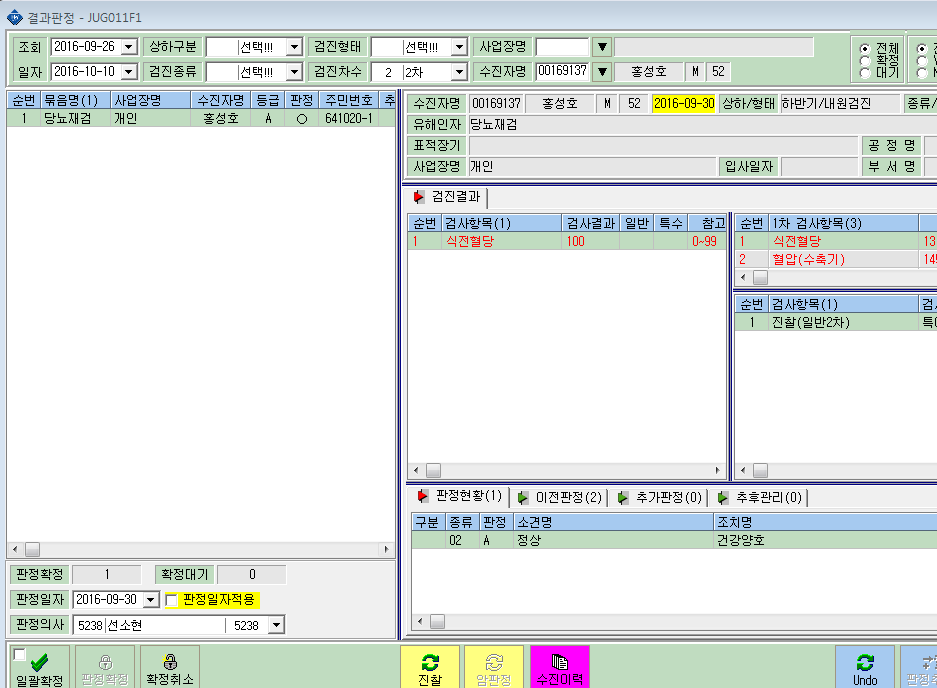 결과판정 - JUG011F1
조회 2016-09-26 상하구분 선택!!! 검진형태 선택!!! 사업장명 전체
확정
일자 2016-10-10 검진종류 선택!!! 검진차수 2 2차 수진자명 00169137 홍성호 M 52 대기
순번 묶음명(1) 사업장명 수진자명 등급 판정 주민번호 추
1 당뇨재검 개인 홍성호 A ○ 641020-1
수진자명 00169137 홍성호 M 52 2016-09-30 상하/형태 하반기/내원검진 종류/
유해인자 당뇨재검
표적장기 공 정 명
사업장명 개인 입사일자 부 서 명
검진결과
순번 검사항목(1) 검사결과 일반 특수 참고
1 식전혈당 100 0~99
순번 1차 검사항목(3)
1 식전혈당 13
2 혈압(수축기) 14
순번 검사항목(1) 검
1 진찰(일반2차) 특
판정현황(1) 이전판정(2) 추가판정(0) 추후관리(0)
구분 종류 판정 소견명 조치명
02 A 정상 건강양호
판정확정 1 확정대기 0
판정일자 2016-09-30 판정일자적용
판정의사 5238 선소현 5238
일괄확정 판정확정 확정취소 진찰 암판정 수진이력 Undo 판정